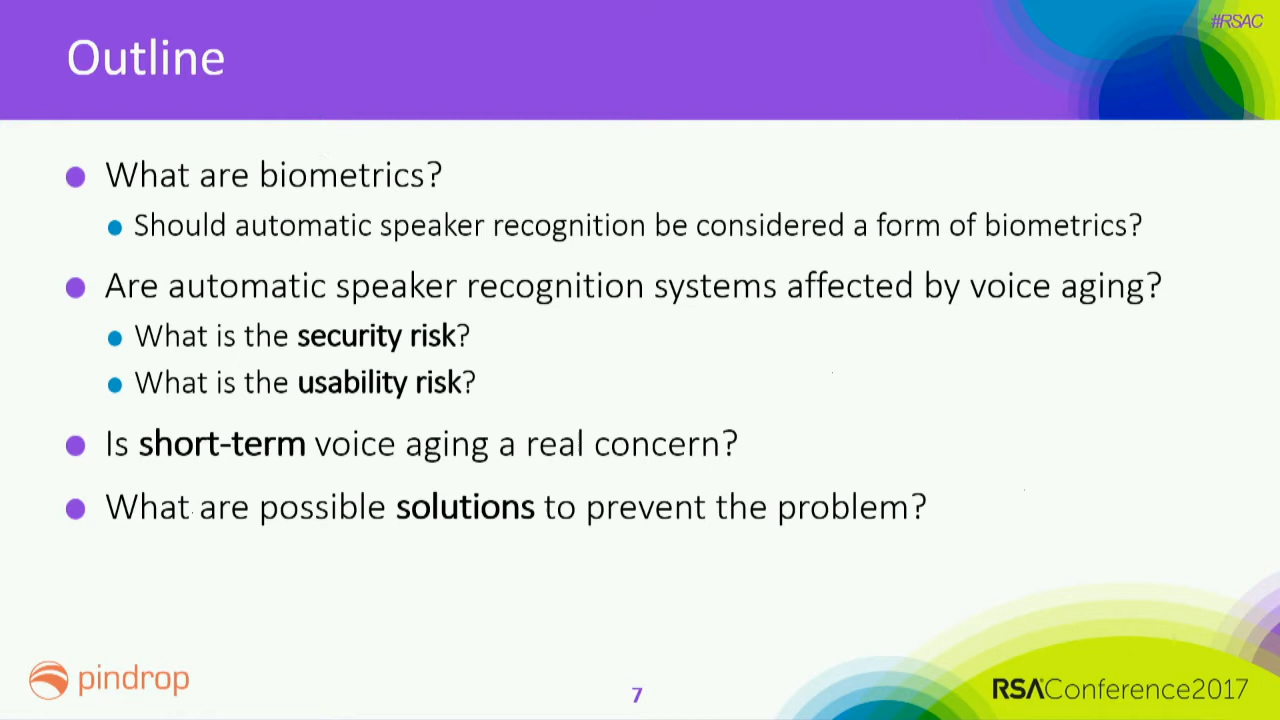 #RSAC
Outline
What are biometrics?
Should automatic speaker recognition be considered a form of biometrics?
Are automatic speaker recognition systems affected by voice aging?
What is the security risk?
What is the usability risk?
Is short-term voice aging a real concern?
What are possible solutions to prevent the problem?
pindrop
7
RSAConference2017